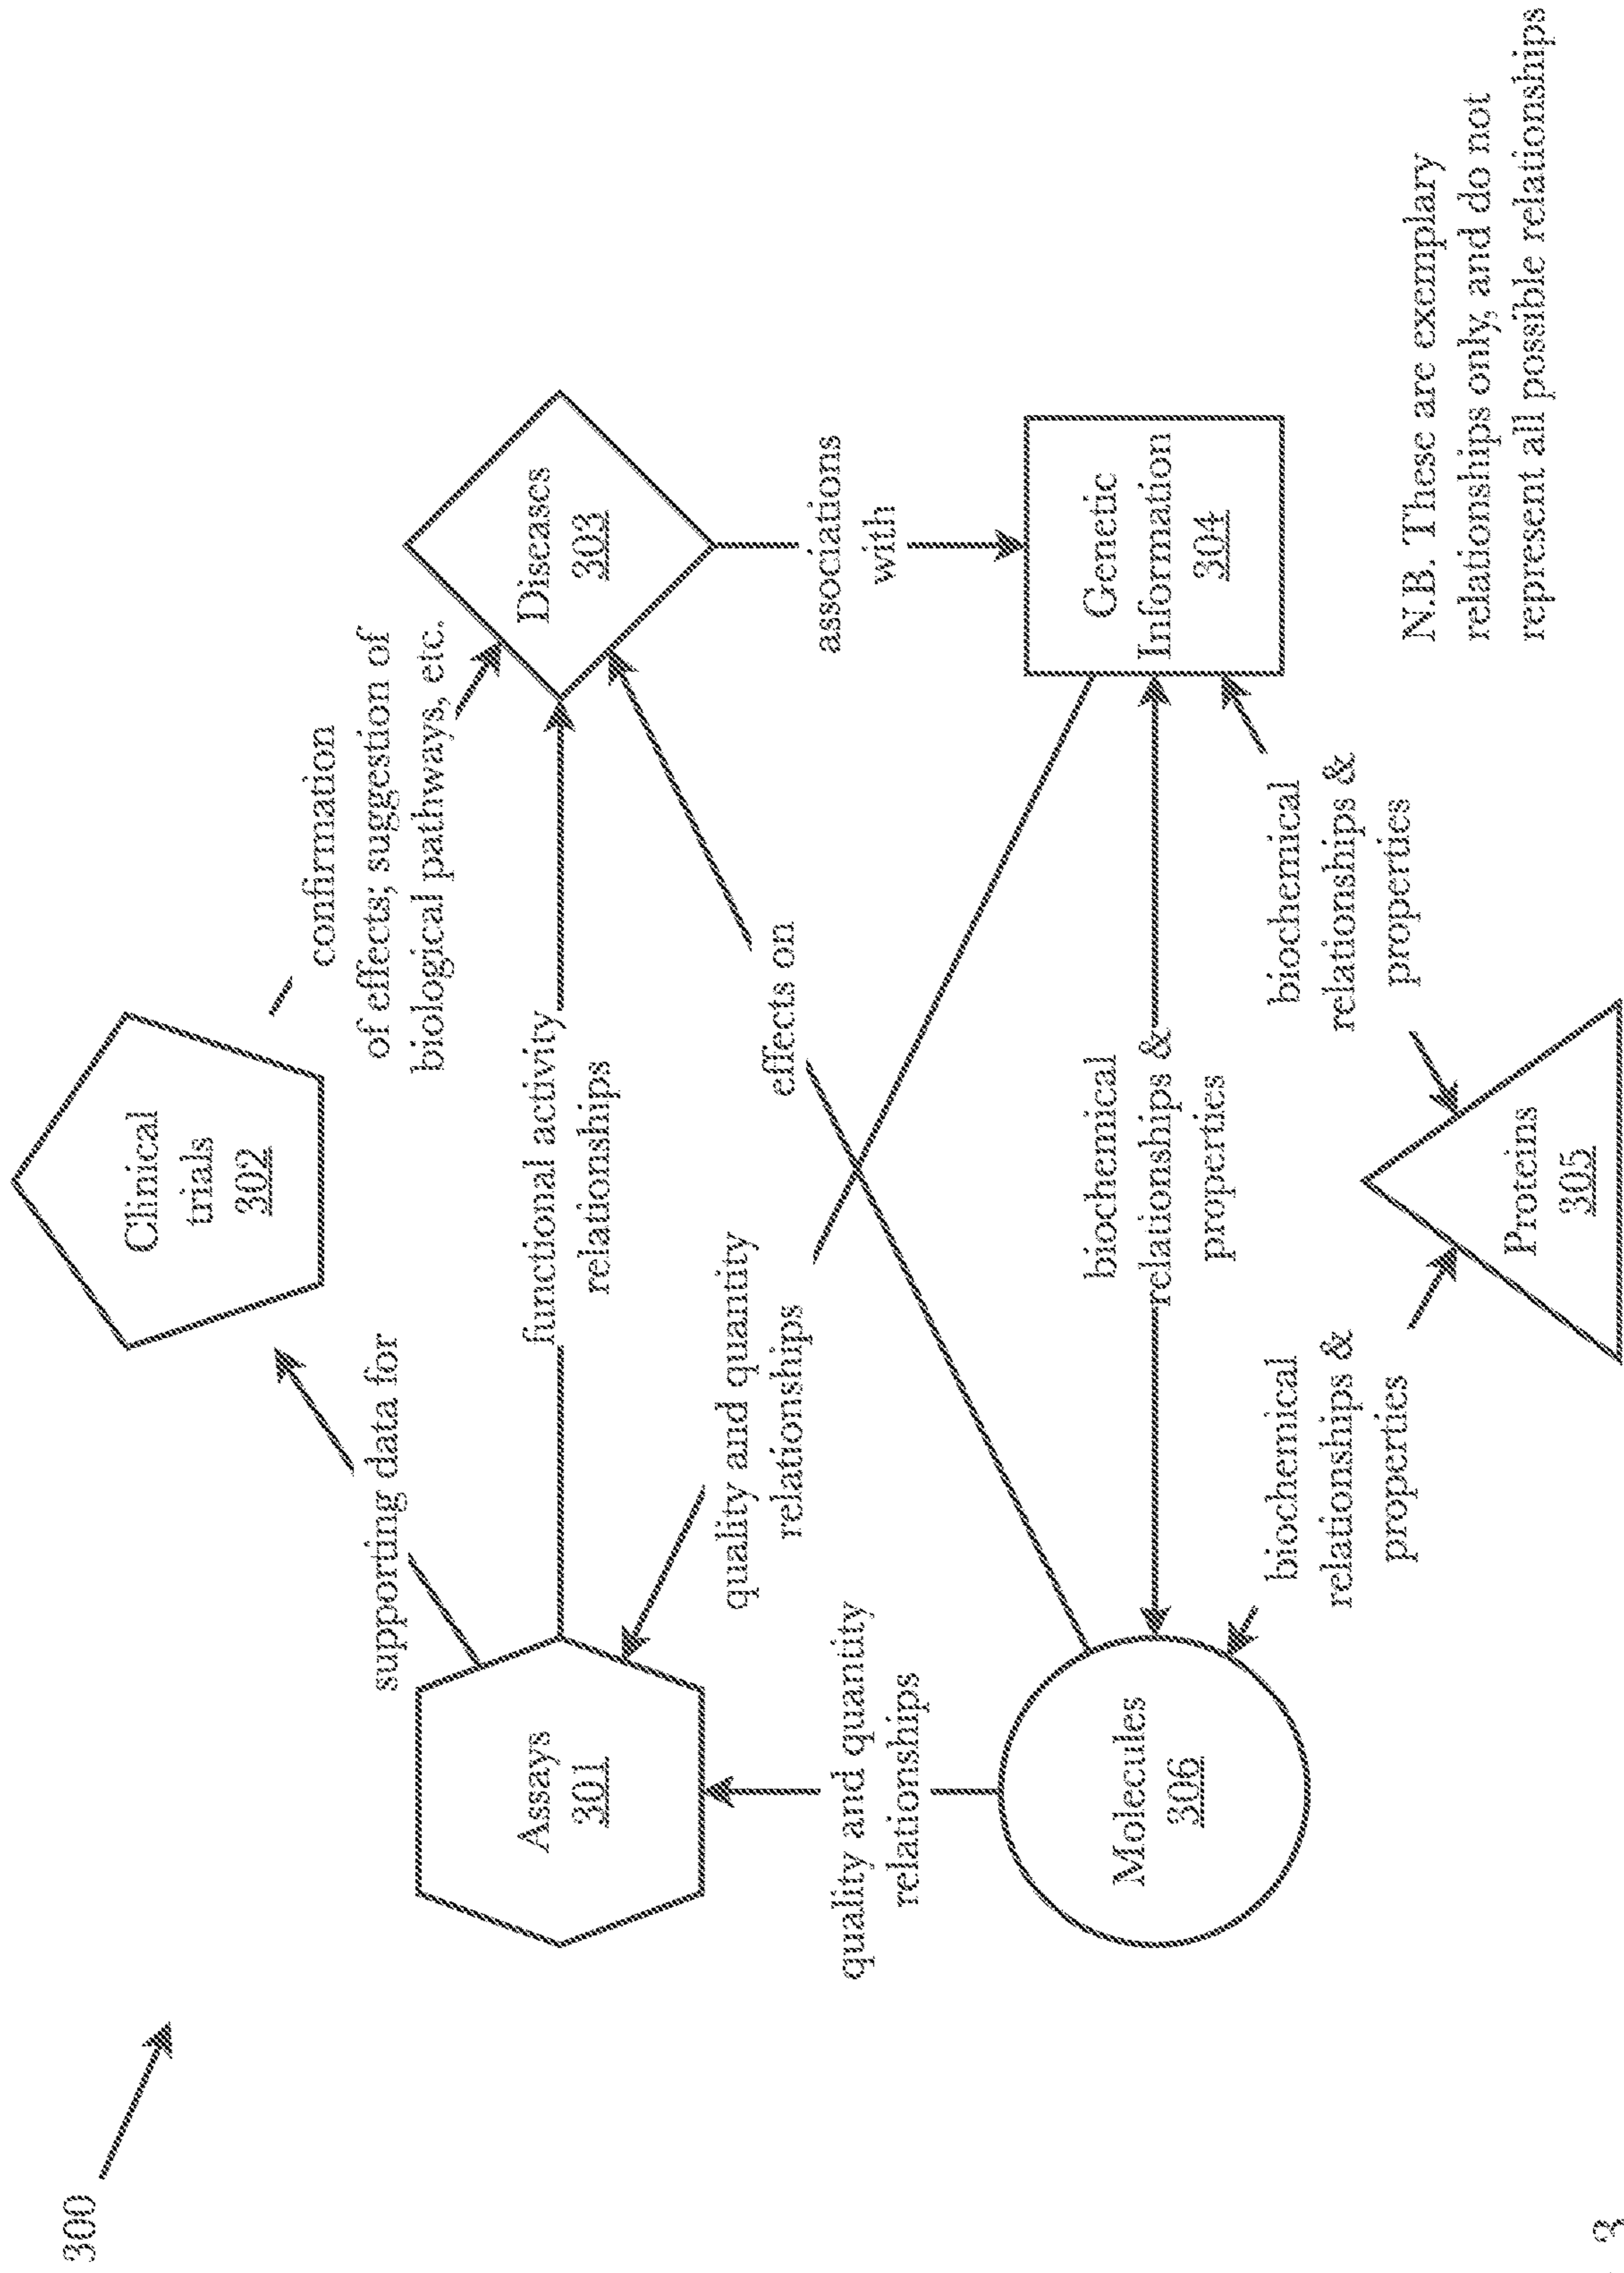 300
Clinical
trials
302
supporting data for
confirmation
of effects; suggestion of
biological pathways, etc.
Assays
301
functional activity
relationships
Diseases
303
quality and quantity
relationships
effects on
quality and quantity
relationships
associations
with
Molecules
306
biochemical
relationships &
properties
Genetic
Information
304
biochemical
relationships &
properties
biochemical
relationships &
properties
Proteins
305
N.B. These are exemplary
relationships only, and do not
represent all possible relationships